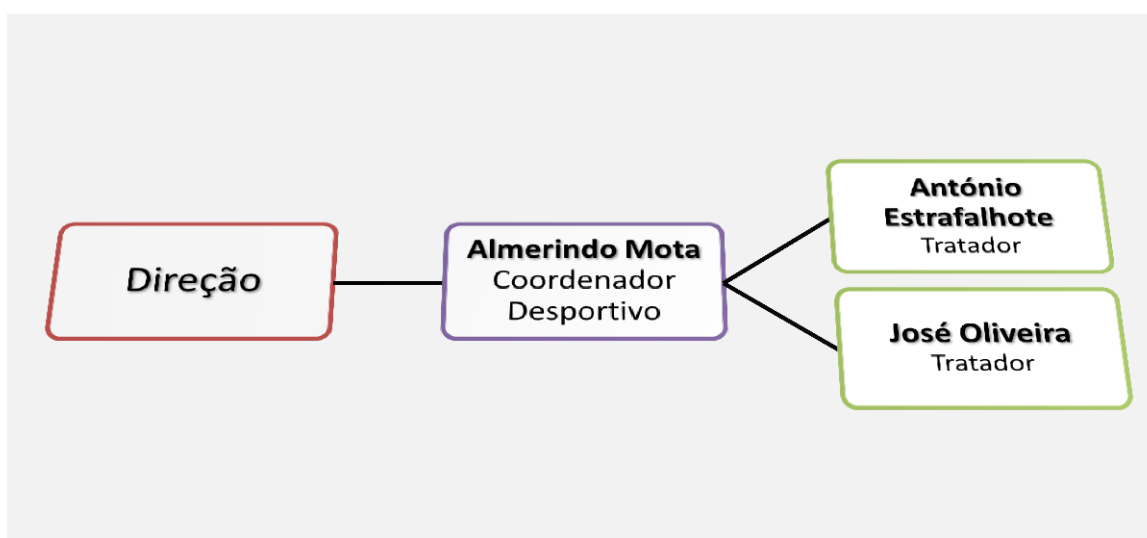 Direção
Almerindo Mota
Coordenador
Desportivo
António
Estrafalhote
Tratador
José Oliveira
Tratador